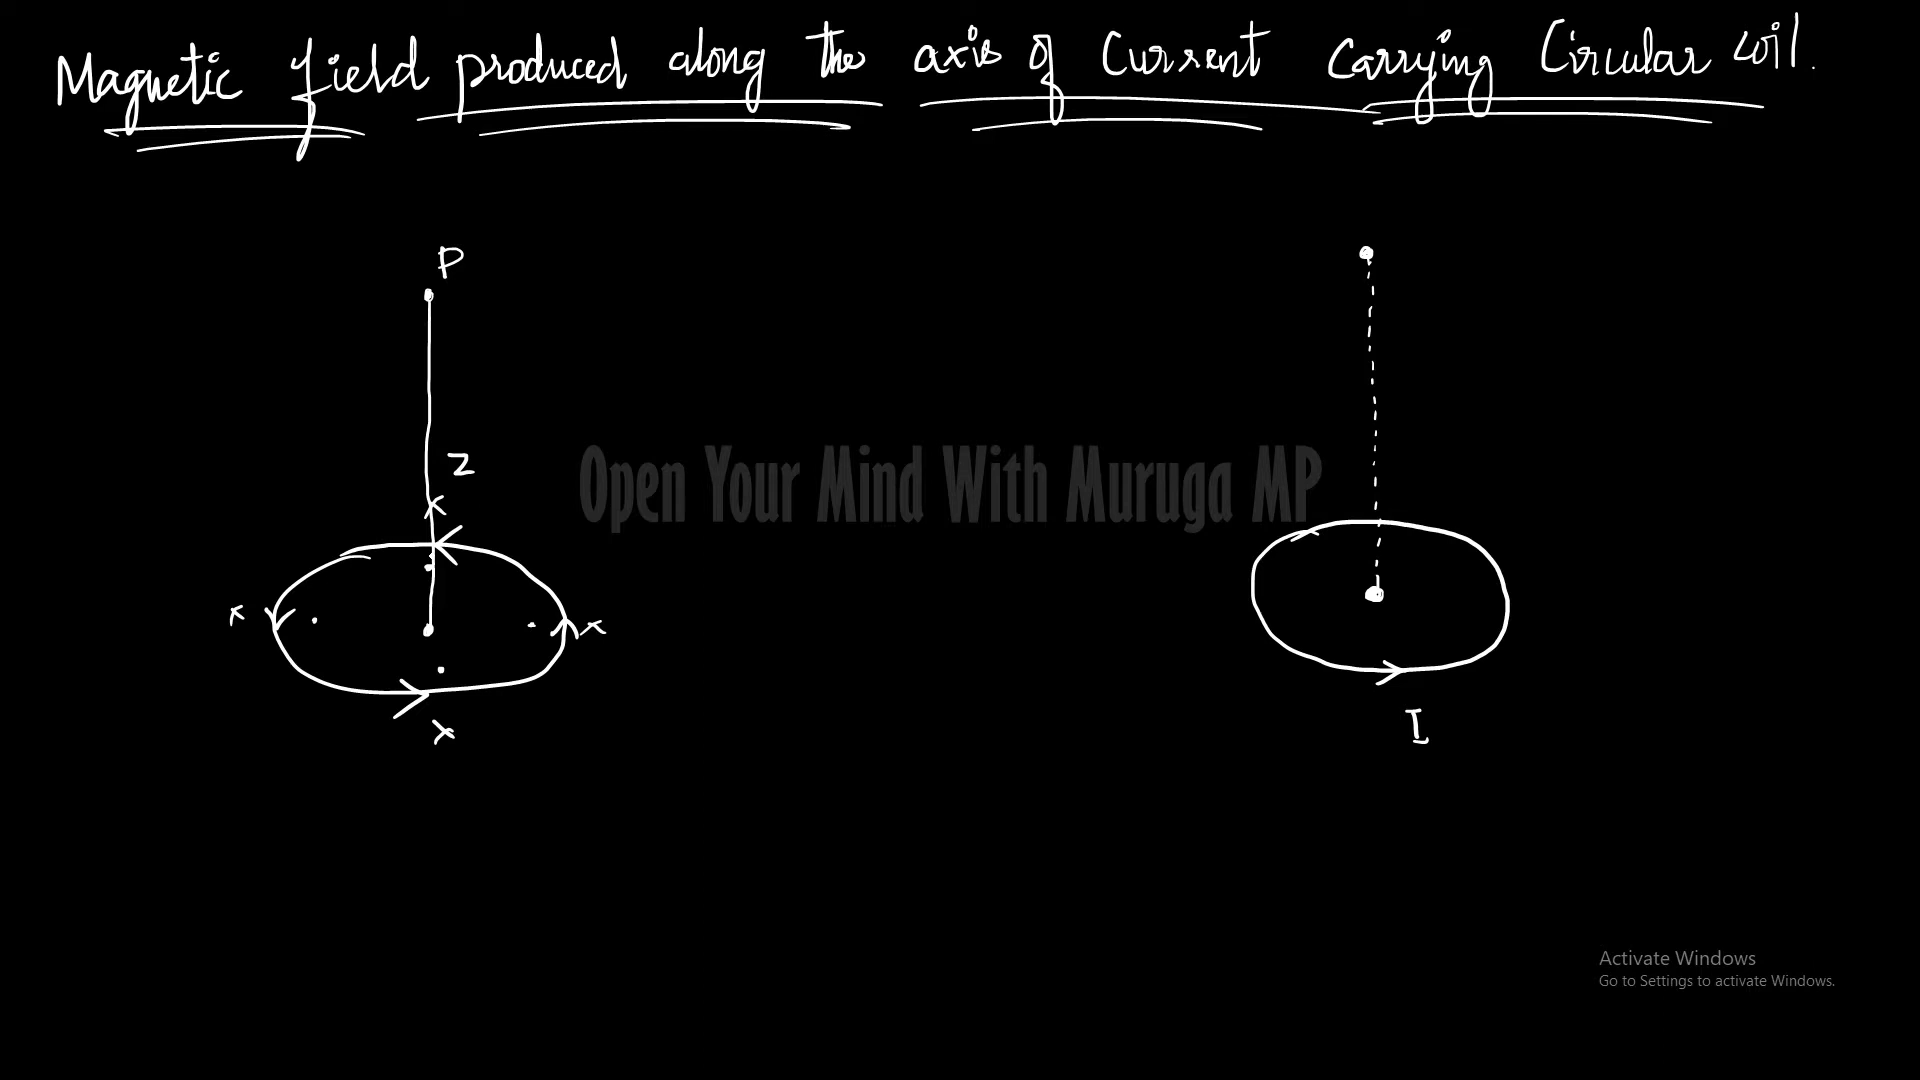 Magnetic field produced along the axis of Current Carrying Circular coil.
P
z
x
x
x
x
I
Open Your Mind With Muruga MP
Activate Windows
Go to Settings to activate Windows.